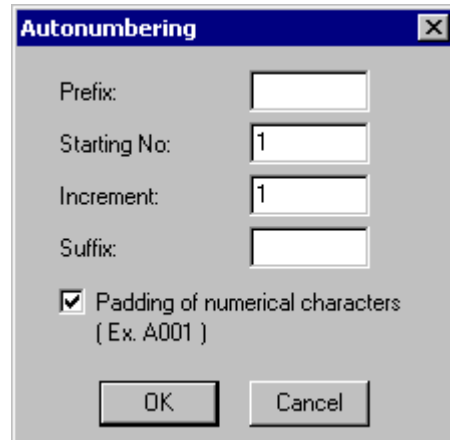 Autonumbering
Prefix:
Starting No: 1
Increment: 1
Suffix:
Padding of numerical characters
( Ex. A001 )
OK Cancel